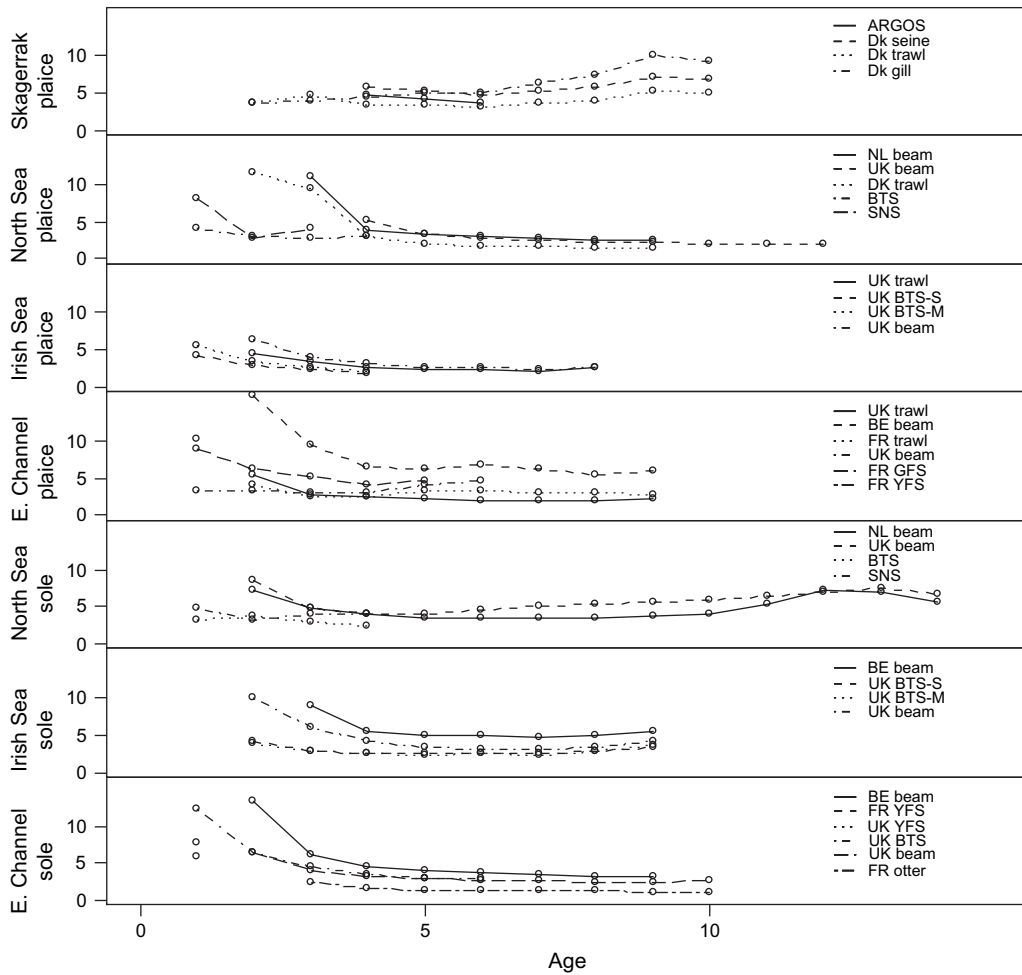 Skagerrak
plaice
10
5
0
ARGOS
Dk seine
Dk trawl
Dk gill
North Sea
plaice
10
5
0
NL beam
UK beam
DK trawl
BTS
SNS
Irish Sea
plaice
10
5
0
UK trawl
UK BTS-S
UK BTS-M
UK beam
E. Channel
plaice
10
5
0
UK trawl
BE beam
FR trawl
UK beam
FR GFS
FR YFS
North Sea
sole
10
5
0
NL beam
UK beam
BTS
SNS
Irish Sea
sole
10
5
0
BE beam
UK BTS-S
UK BTS-M
UK beam
E. Channel
sole
10
5
0
BE beam
FR YFS
UK YFS
UK BTS
UK beam
FR otter
0
5
10
Age